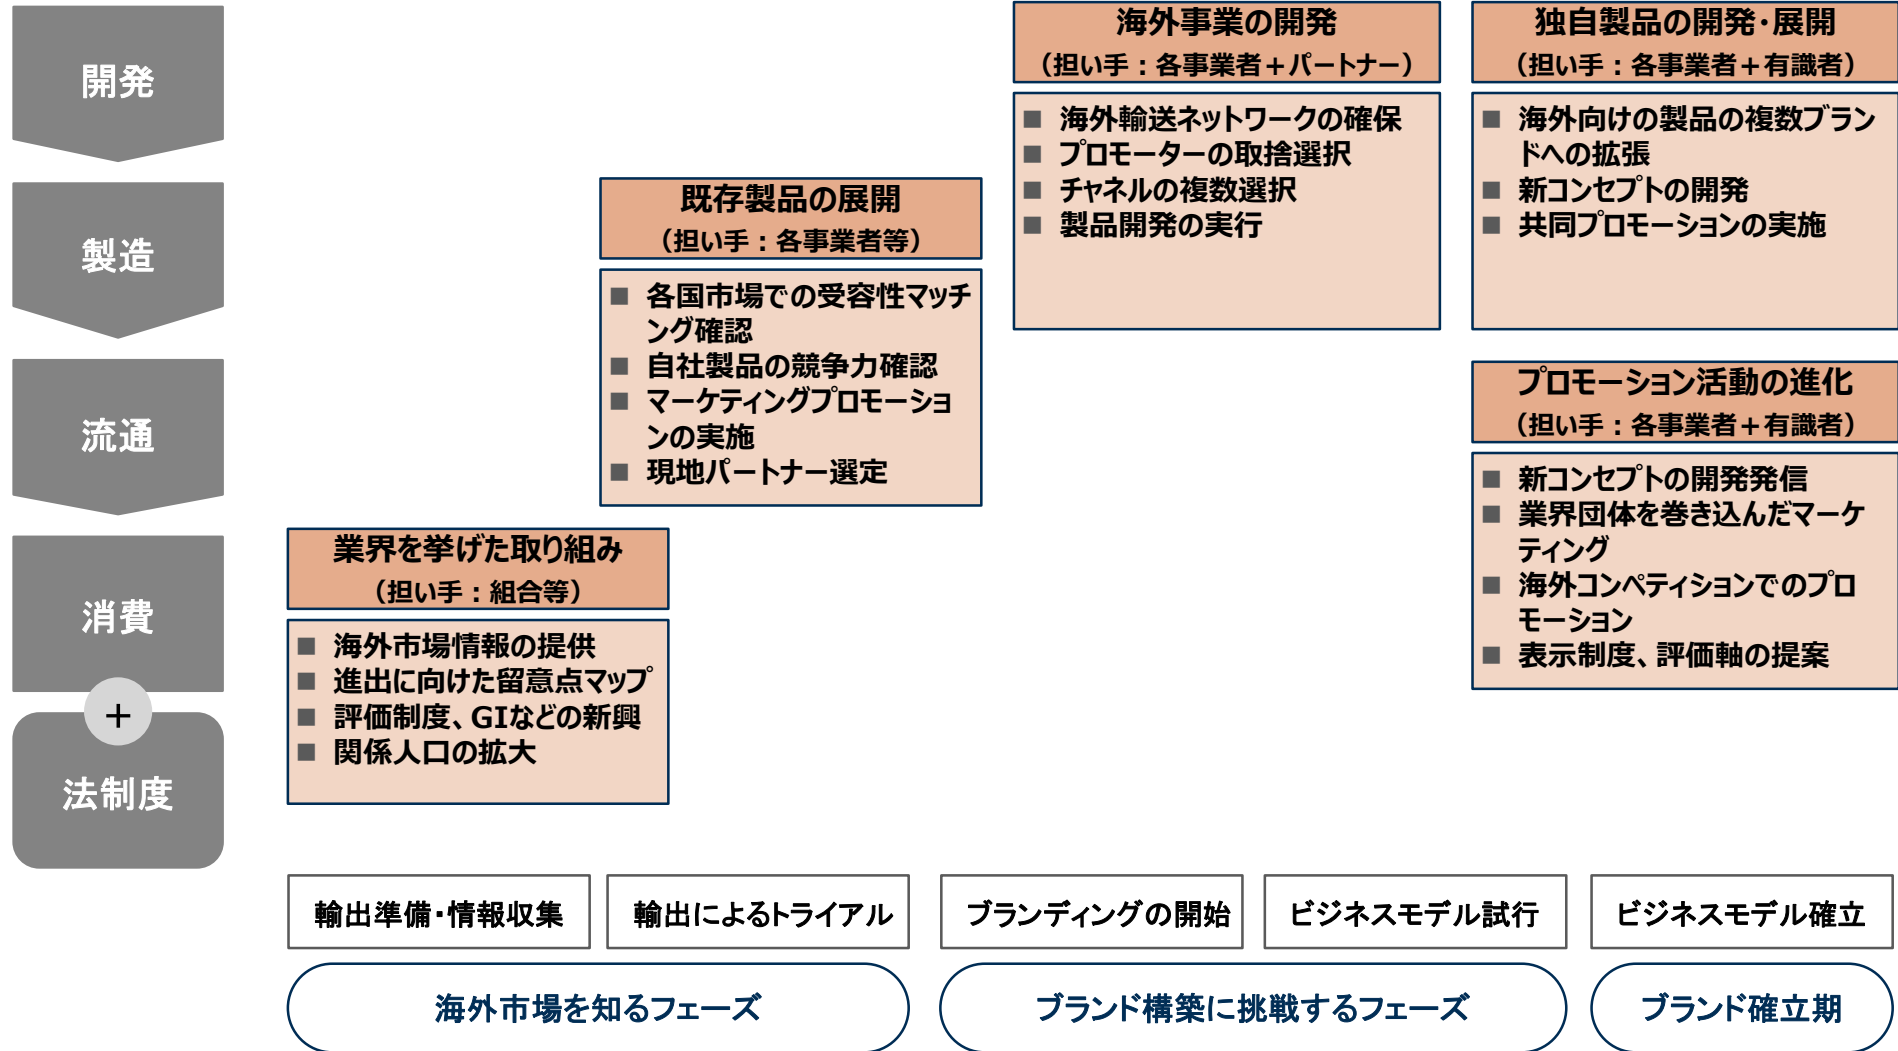 開発
製造
流通
消費
+
法制度
業界を挙げた取り組み
（担い手：組合等）
■ 海外市場情報の提供
■ 進出に向けた留意点マップ
■ 評価制度、GIなどの新興
■ 関係人口の拡大
既存製品の展開
（担い手：各事業者等）
■ 各国市場での受容性マッチ
ング確認
■ 自社製品の競争力確認
■ マーケティングプロモーショ
ンの実施
■ 現地パートナー選定
海外事業の開発
（担い手：各事業者＋パートナー）
■ 海外輸送ネットワークの確保
■ プロモーターの取捨選択
■ チャネルの複数選択
■ 製品開発の実行
独自製品の開発・展開
（担い手：各事業者＋有識者）
■ 海外向けの製品の複数ブラン
ドへの拡張
■ 新コンセプトの開発
■ 共同プロモーションの実施
プロモーション活動の進化
（担い手：各事業者＋有識者）
■ 新コンセプトの開発発信
■ 業界団体を巻き込んだマーケ
ティング
■ 海外コンペティションでのプロ
モーション
■ 表示制度、評価軸の提案
輸出準備・情報収集
輸出によるトライアル
ブランディングの開始
ビジネスモデル試行
ビジネスモデル確立
海外市場を知るフェーズ
ブランド構築に挑戦するフェーズ
ブランド確立期